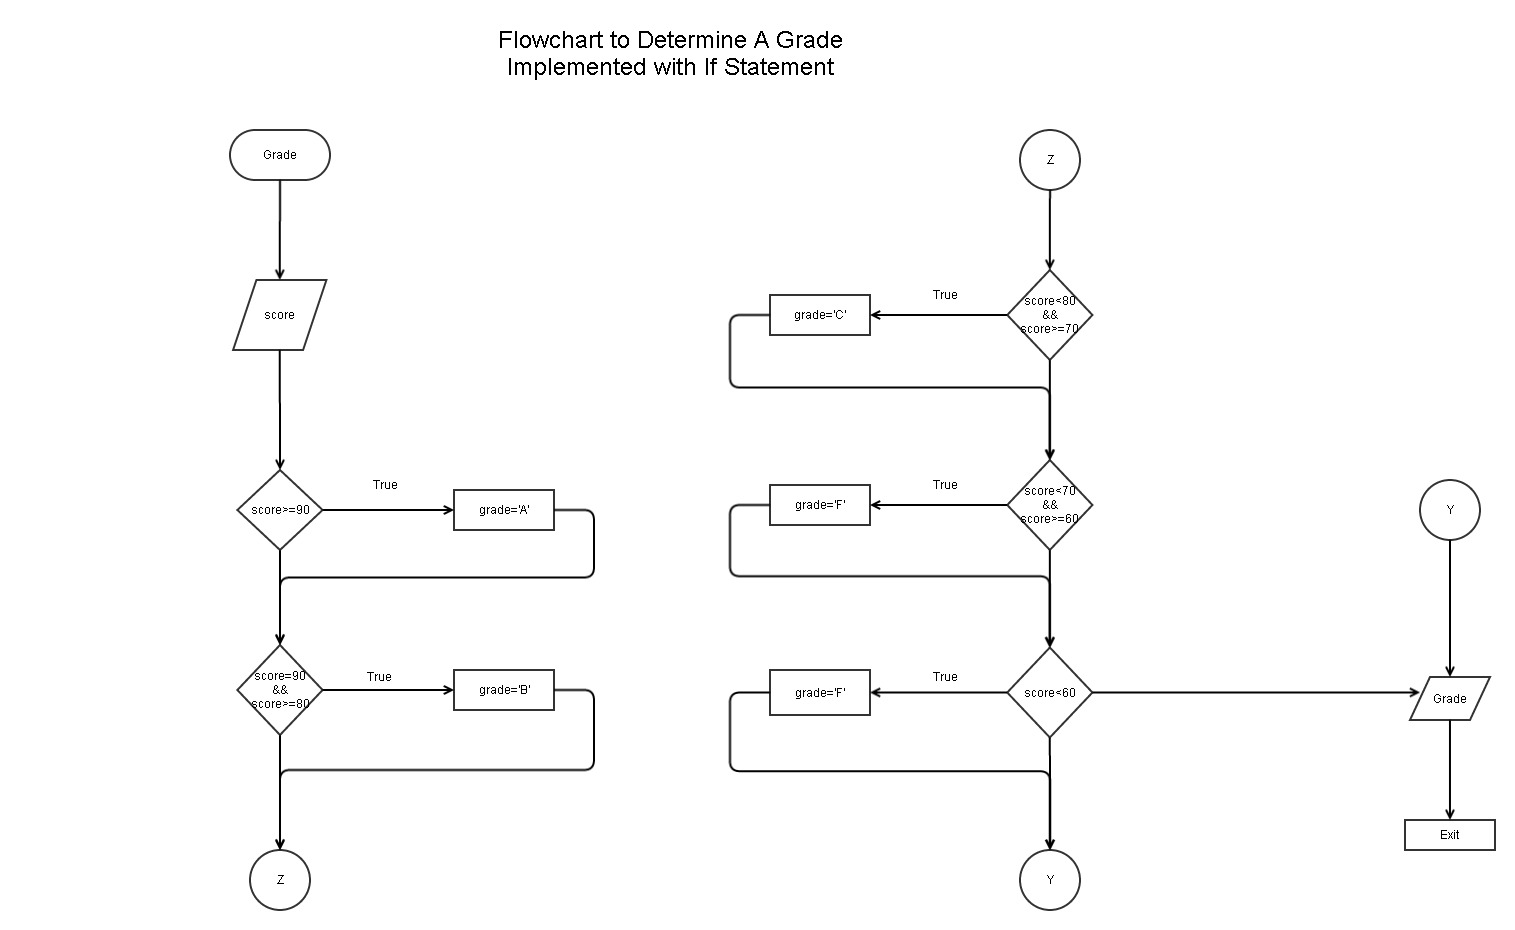 Flowchart to Determine A Grade
Implemented with If Statement
Grade
score
score>=90
True
grade='A'
score=90
&&
score>=80
True
grade='B'
Z
Z
score<80
&&
score>=70
True
grade='C'
score<70
&&
score>=60
True
grade='F'
score<60
True
grade='F'
Y
Y
Grade
Exit